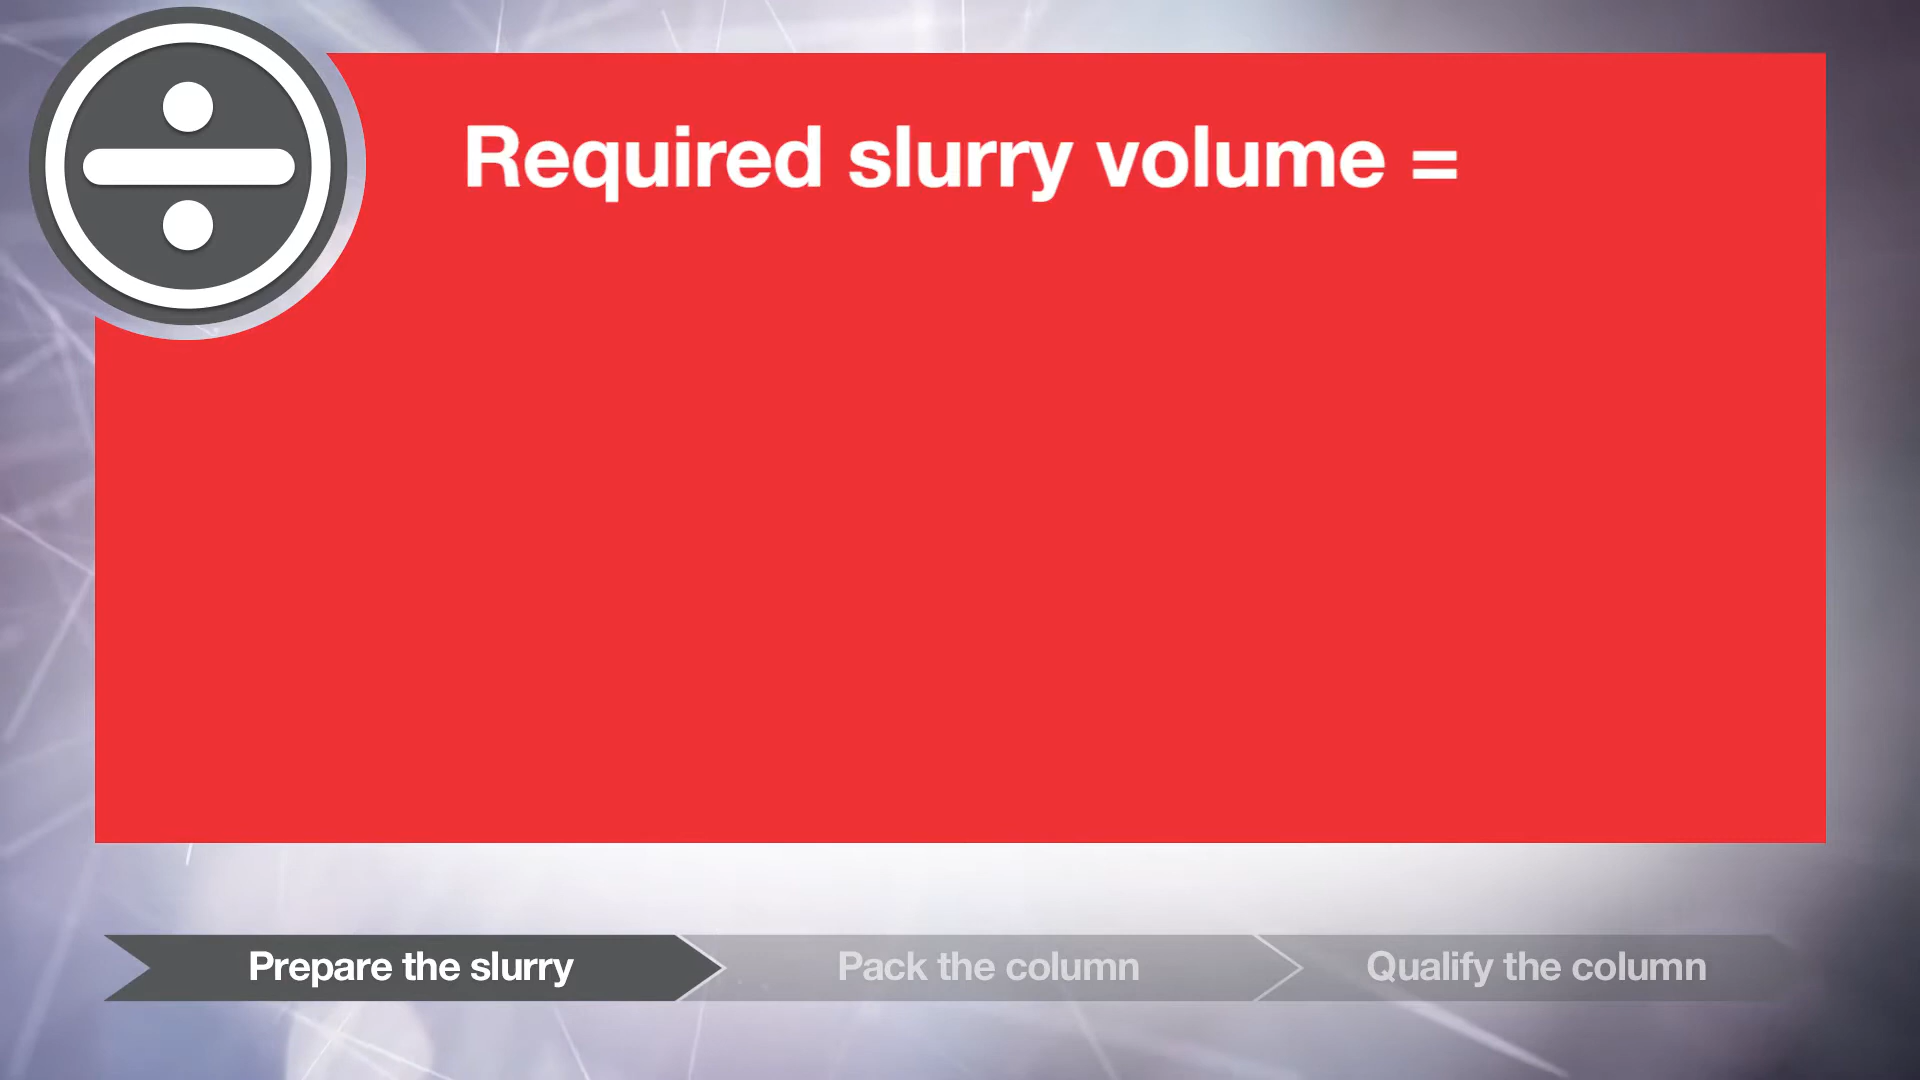 Required slurry volume =
Prepare the slurry
Pack the column
Qualify the column